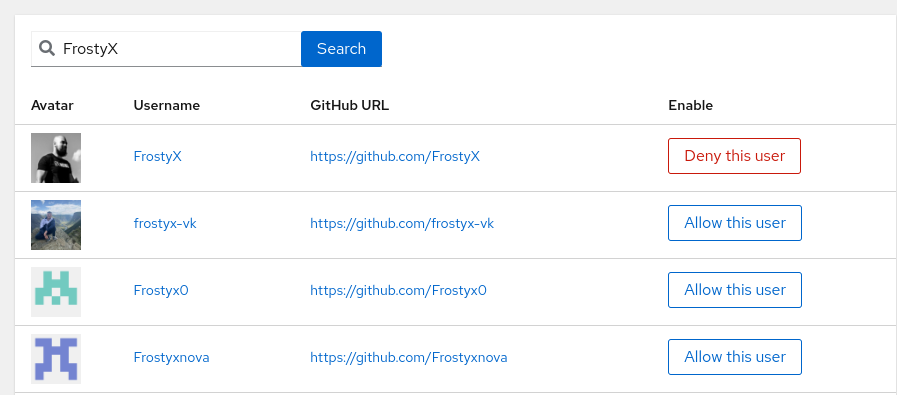 FrostyX Search
Avatar Username GitHub URL Enable
FrostyX https://github.com/FrostyX Deny this user
frostyx-vk https://github.com/frostyx-vk Allow this user
Frostyx0 https://github.com/Frostyx0 Allow this user
Frostyxnova https://github.com/Frostyxnova Allow this user